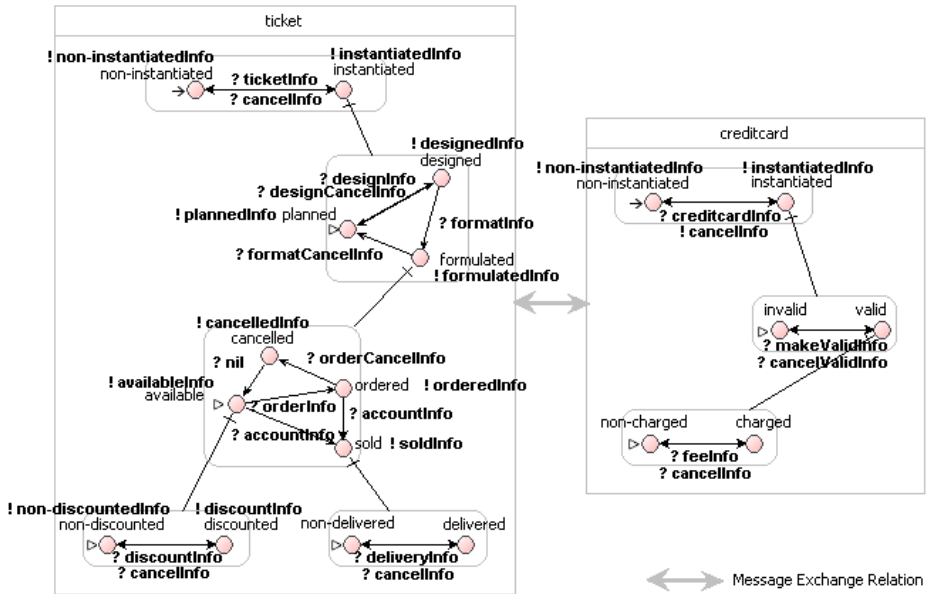 ticket
! non-instantiatedInfo
! instantiatedInfo
non-instantiated
instantiated
? ticketInfo
? cancelInfo
! designedInfo
designed
? designInfo
? designCancelInfo
! plannedInfo planned
? formatInfo
? formatCancelInfo
formulated
! formulatedInfo
! cancelledInfo
cancelled
? nil
? orderCancelInfo
! availableInfo
available
ordered ! orderedInfo
? orderInfo
? accountInfo
? accountInfo
sold ! soldInfo
! non-discountedInfo
! discountInfo
non-discounted
discounted
? discountInfo
? cancelInfo
non-delivered
delivered
? deliveryInfo
? cancelInfo
creditcard
! non-instantiatedInfo
! instantiatedInfo
non-instantiated
instantiated
? creditcardInfo
! cancelInfo
invalid
valid
? makeValidInfo
? cancelValidInfo
non-charged
charged
? feeInfo
? cancelInfo
Message Exchange Relation